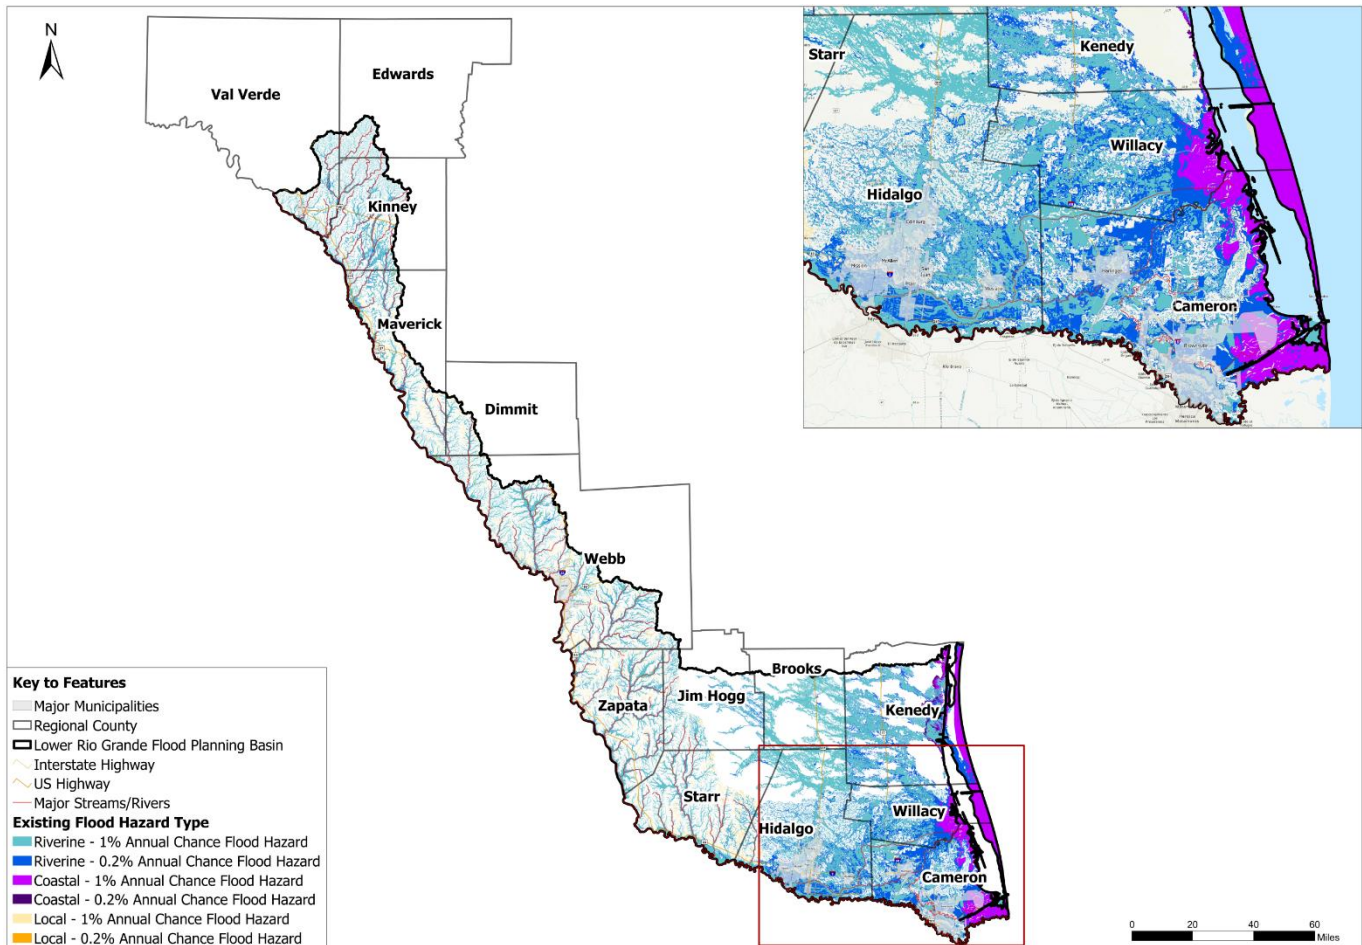 N
Val Verde
Edwards
Kinney
Maverick
Dimmit
Webb
Zapata
Jim Hogg
Brooks
Kenedy
Starr
Hidalgo
Willacy
Cameron
Starr
Kenedy
Willacy
Hidalgo
Cameron
Mission
McAllen
Harlingen
Brownsville
Key to Features
Major Municipalities
Regional County
Lower Rio Grande Flood Planning Basin
Interstate Highway
US Highway
Major Streams/Rivers
Existing Flood Hazard Type
Riverine - 1% Annual Chance Flood Hazard
Riverine - 0.2% Annual Chance Flood Hazard
Coastal - 1% Annual Chance Flood Hazard
Coastal - 0.2% Annual Chance Flood Hazard
Local - 1% Annual Chance Flood Hazard
Local - 0.2% Annual Chance Flood Hazard
0 20 40 60
Miles